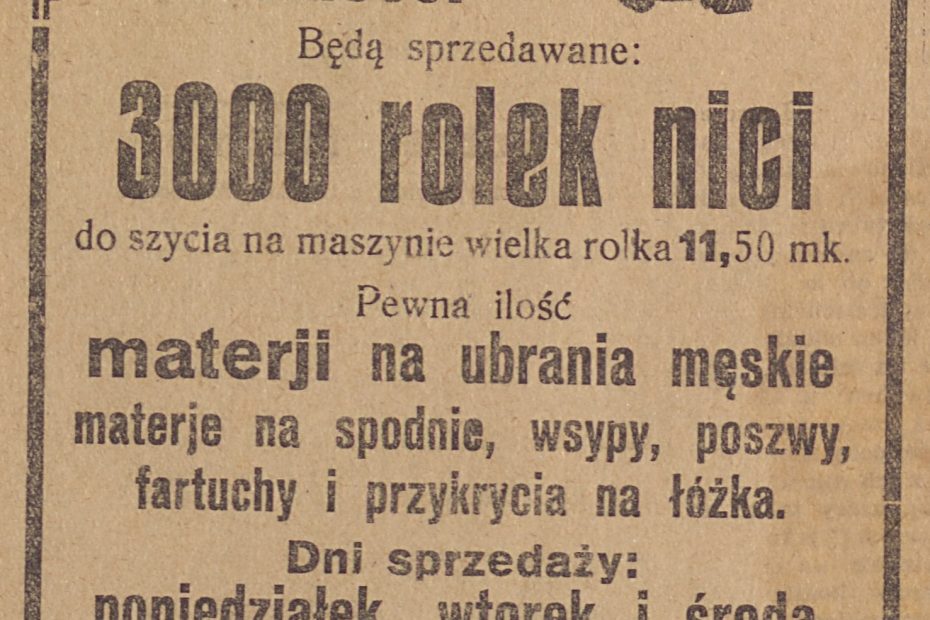 Będą sprzedawane:
3000 rolek nici
do szycia na maszynie wielka rolka 11,50 mk.
Pewna ilość
materji na ubrania męskie
materje na spodnie, wsypy, poszwy,
fartuchy i przykrycia na łóżka.
Dni sprzedaży:
poniedziałek, wtorek i środa